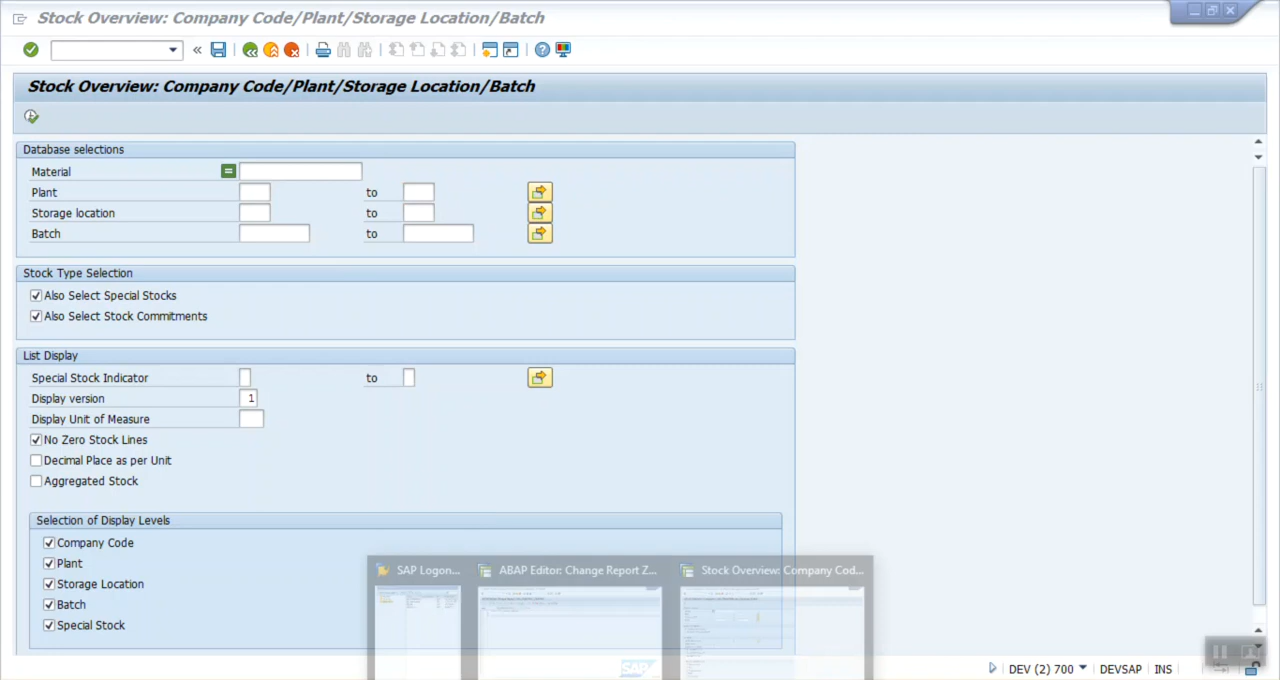 Stock Overview: Company Code/Plant/Storage Location/Batch
Stock Overview: Company Code/Plant/Storage Location/Batch
Database selections
Material
Plant to
Storage location to
Batch to
Stock Type Selection
Also Select Special Stocks
Also Select Stock Commitments
List Display
Special Stock Indicator to
Display version 1
Display Unit of Measure
No Zero Stock Lines
Decimal Place as per Unit
Aggregated Stock
Selection of Display Levels
Company Code
Plant
Storage Location
Batch
Special Stock
SAP Logon... ABAP Editor: Change Report Z... Stock Overview: Company Cod...
SAP
DEV (2) 700 DEVSAP INS